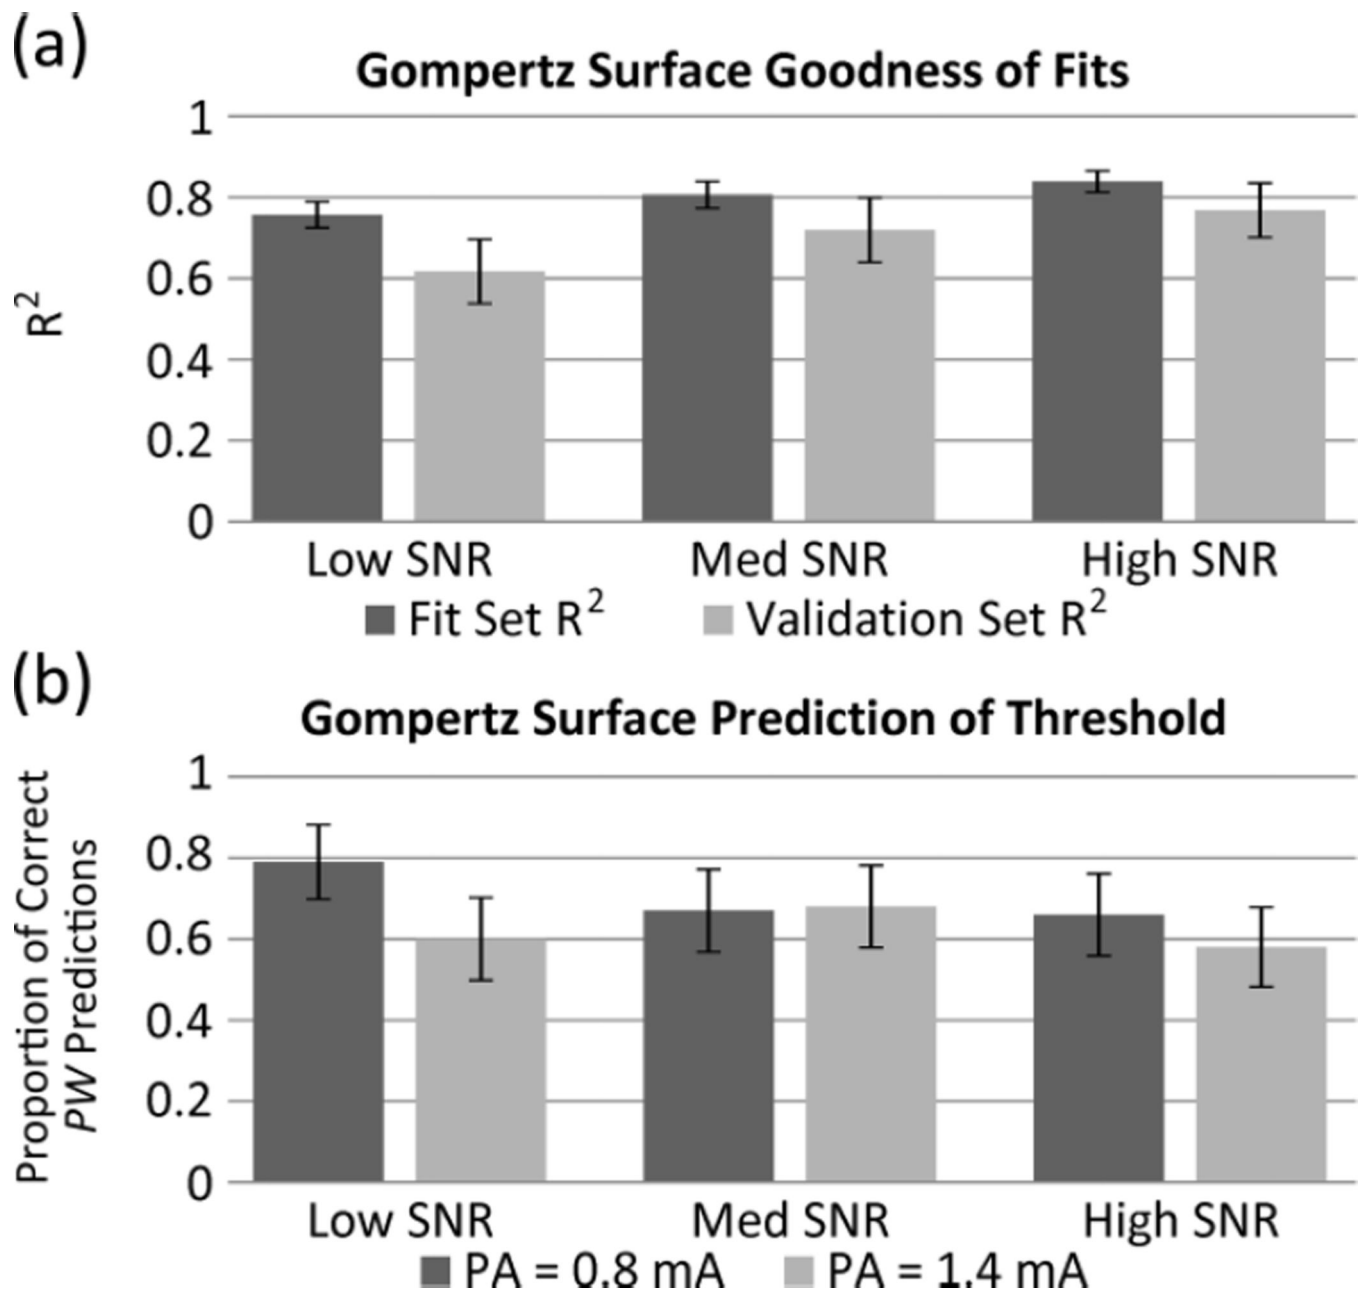 (a)
Gompertz Surface Goodness of Fits
R²
1
0.8
0.6
0.4
0.2
0
Low SNR Med SNR High SNR
Fit Set R² Validation Set R²
(b)
Gompertz Surface Prediction of Threshold
Proportion of Correct
PW Predictions
1
0.8
0.6
0.4
0.2
0
Low SNR Med SNR High SNR
PA = 0.8 mA PA = 1.4 mA